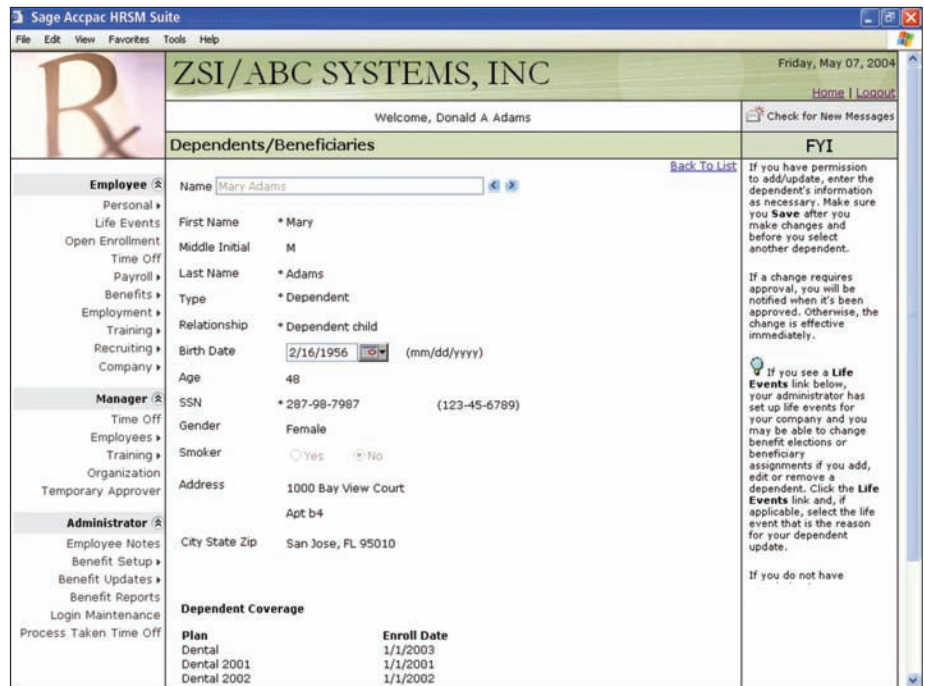 Sage Accpac HRSM Suite
File Edit View Favorites Tools Help
Rx
ZSI/ABC SYSTEMS, INC
Friday, May 07, 2004
Home | Logout
Welcome, Donald A Adams
Check for New Messages
Dependents/Beneficiaries
FYI
Employee
Personal
Life Events
Open Enrollment
Time Off
Payroll
Benefits
Employment
Training
Recruiting
Company
Manager
Time Off
Employees
Training
Organization
Temporary Approver
Administrator
Employee Notes
Benefit Setup
Benefit Updates
Benefit Reports
Login Maintenance
Process Taken Time Off
Back To List
Name Mary Adams
First Name * Mary
Middle Initial M
Last Name * Adams
Type * Dependent
Relationship * Dependent child
Birth Date 2/16/1956 (mm/dd/yyyy)
Age 48
SSN * 287-98-7987 (123-45-6789)
Gender Female
Smoker Yes No
Address 1000 Bay View Court
Apt b4
City State Zip San Jose, FL 95010
Dependent Coverage
Plan Enroll Date
Dental 1/1/2003
Dental 2001 1/1/2001
Dental 2002 1/1/2002
If you have permission
to add/update, enter the
dependent's information
as necessary. Make sure
you Save after you
make changes and
before you select
another dependent.
If a change requires
approval, you will be
notified when it's been
approved. Otherwise, the
change is effective
immediately.
If you see a Life
Events link below,
your administrator has
set up life events for
your company and you
may be able to change
benefit elections or
beneficiary
assignments if you add,
edit or remove a
dependent. Click the Life
Events link and, if
applicable, select the life
event that is the reason
for your dependent
update.
If you do not have